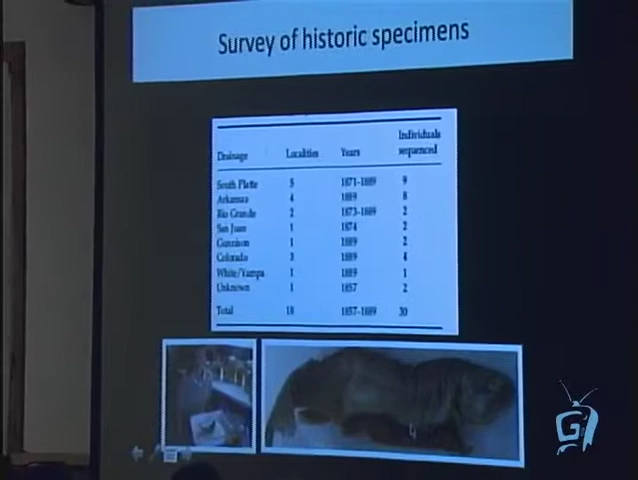 Survey of historic specimens
Individuals
Drainage Localities Years sequenced
South Platte 5 1871-1889 9
Arkansas 4 1889 8
Rio Grande 2 1873-1889 2
San Juan 1 1874 2
Gunnison 1 1889 2
Colorado 3 1889 4
White/Yampa 1 1889 1
Unknown 1 1857 2
Total 18 1857-1889 30
G